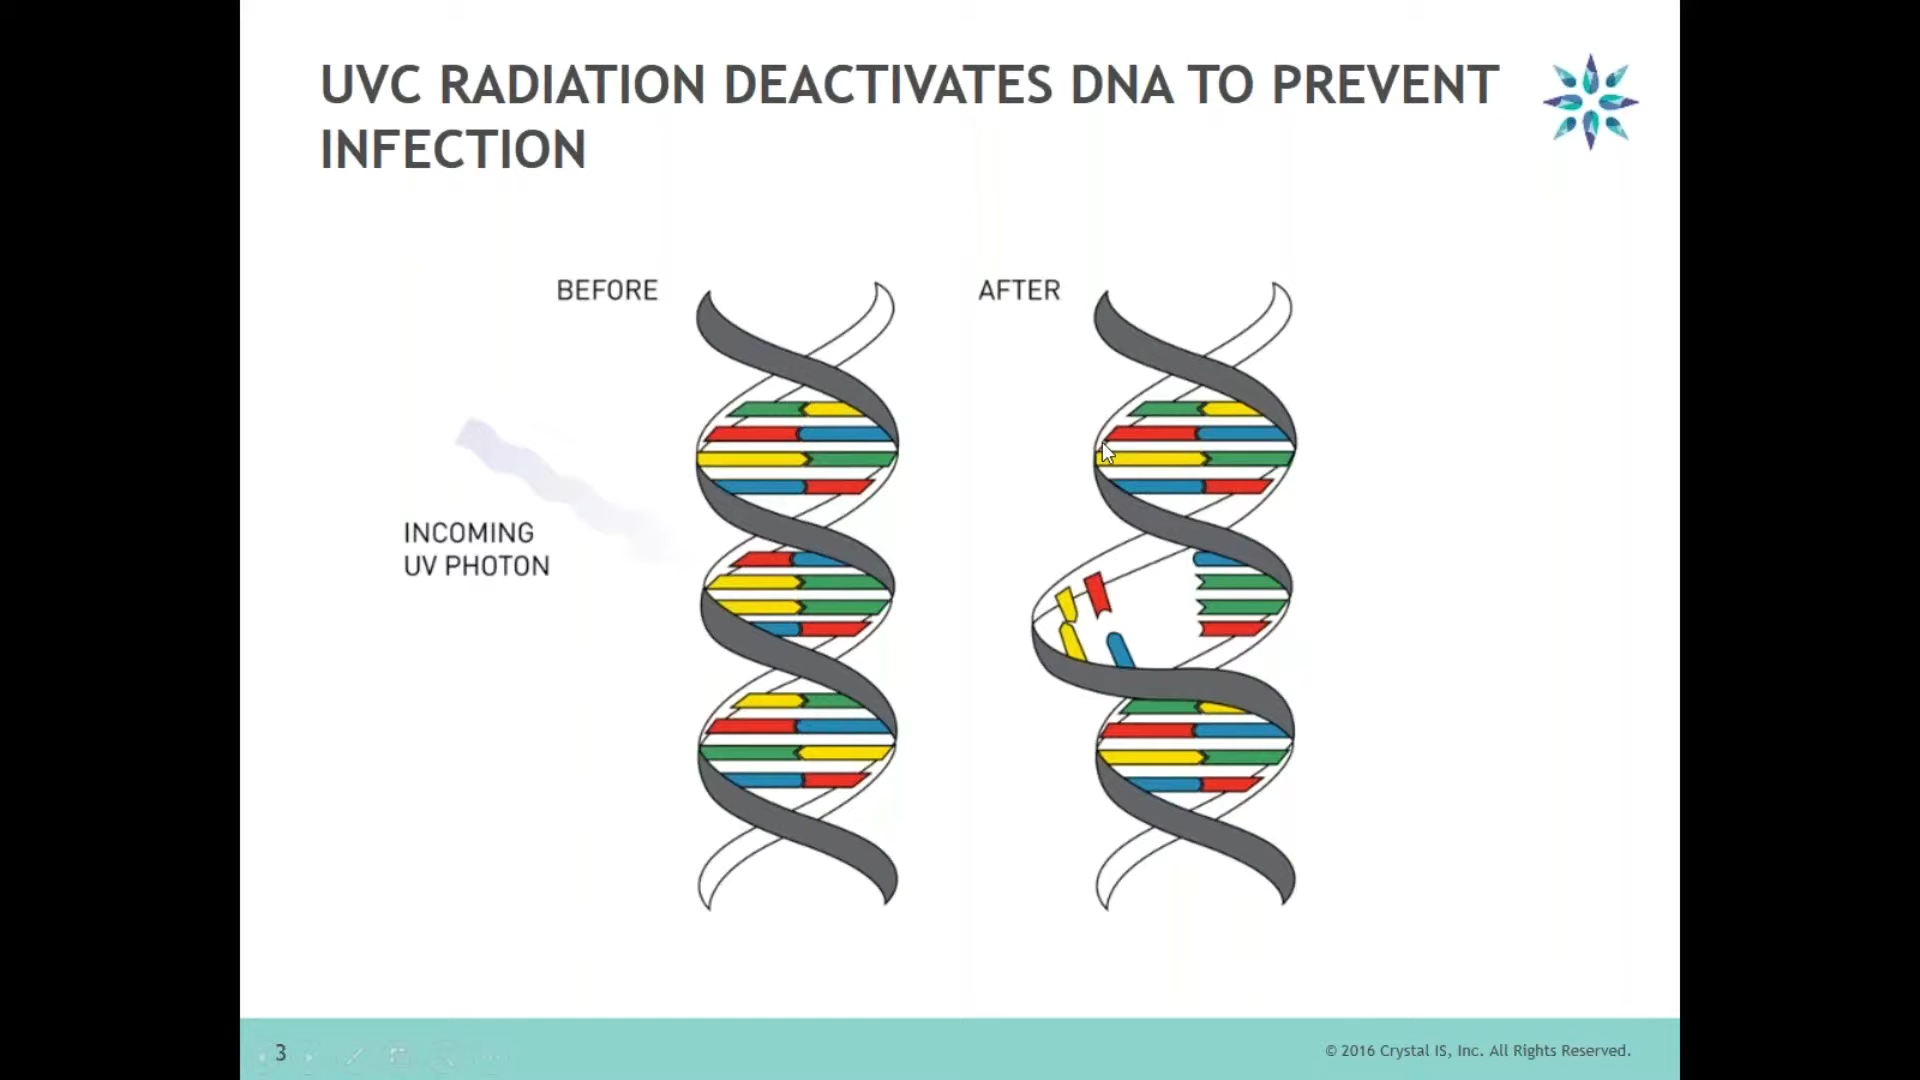 UVC RADIATION DEACTIVATES DNA TO PREVENT
INFECTION
BEFORE
AFTER
INCOMING
UV PHOTON
3
© 2016 Crystal IS, Inc. All Rights Reserved.